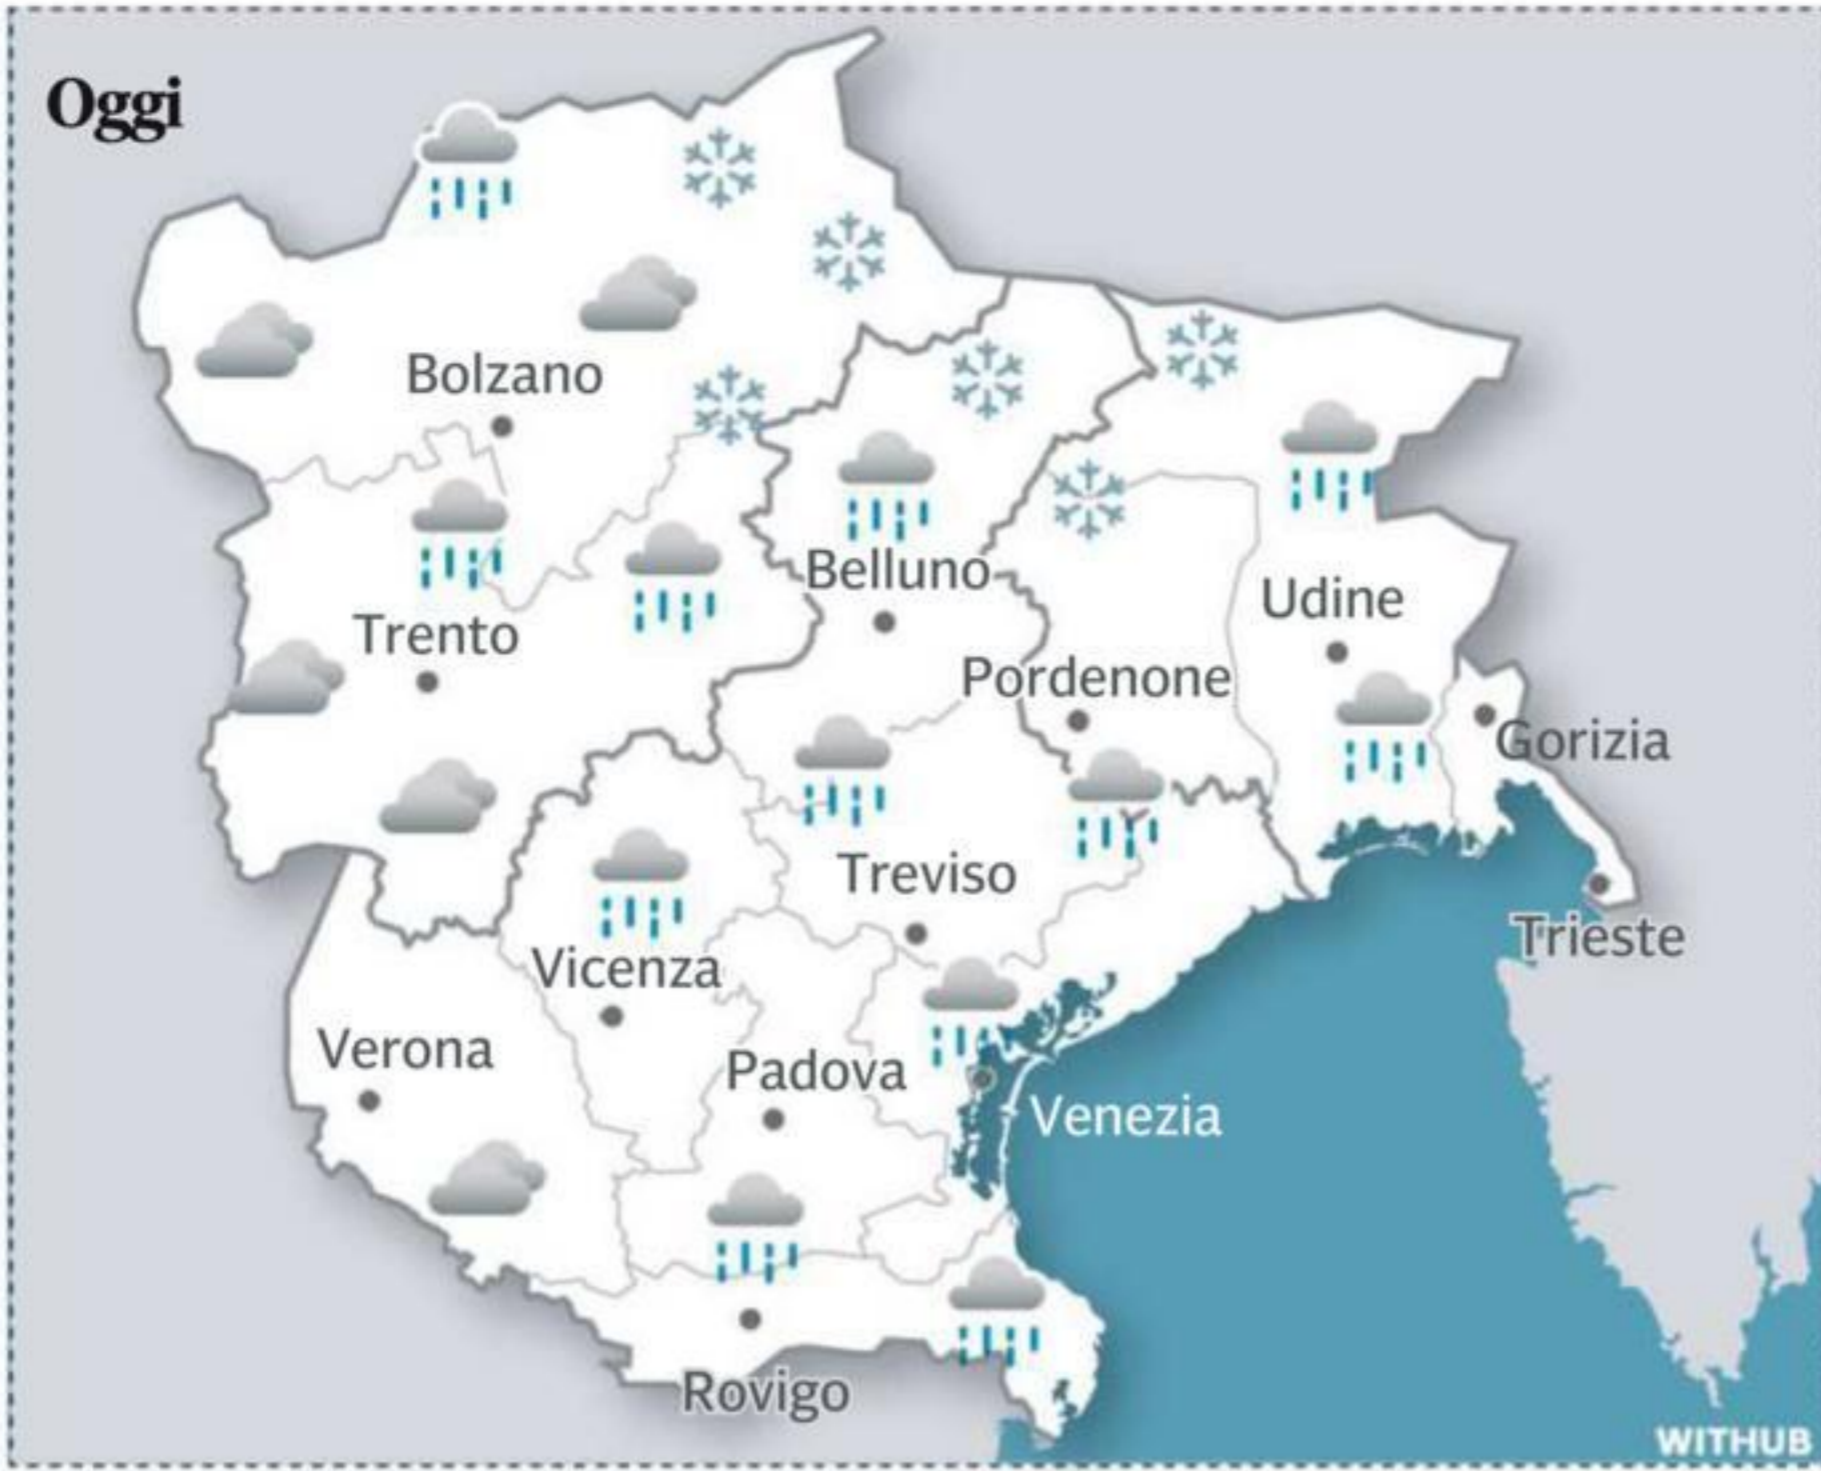 Oggi
Bolzano
Belluno
Udine
Trento
Pordenone
Gorizia
Treviso
Trieste
Vicenza
Verona
Padova
Venezia
Rovigo
WITHUB